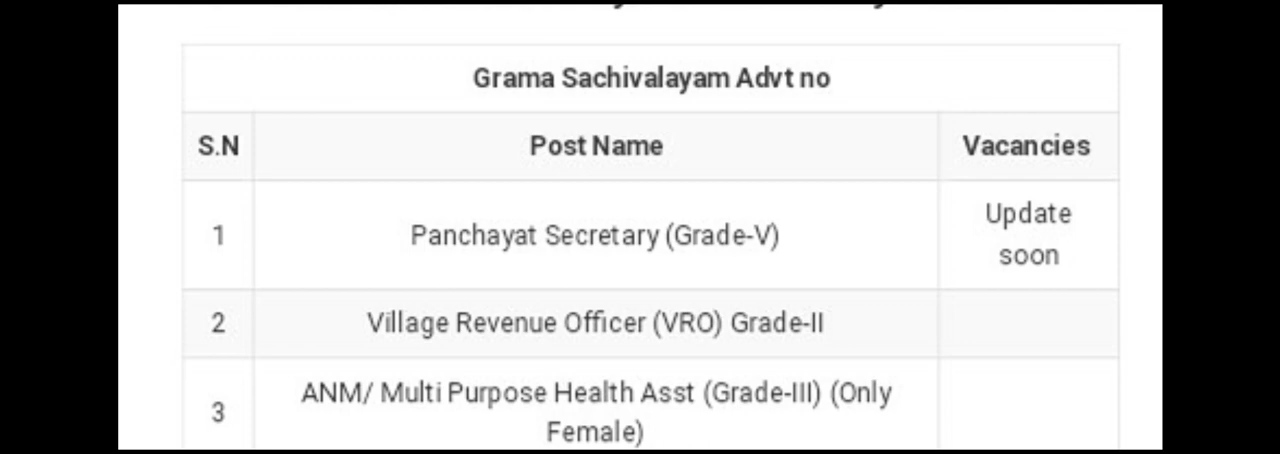 Grama Sachivalayam Advt no
S.N Post Name Vacancies
1 Panchayat Secretary (Grade-V) Update
soon
2 Village Revenue Officer (VRO) Grade-II
3 ANM/ Multi Purpose Health Asst (Grade-III) (Only
Female)